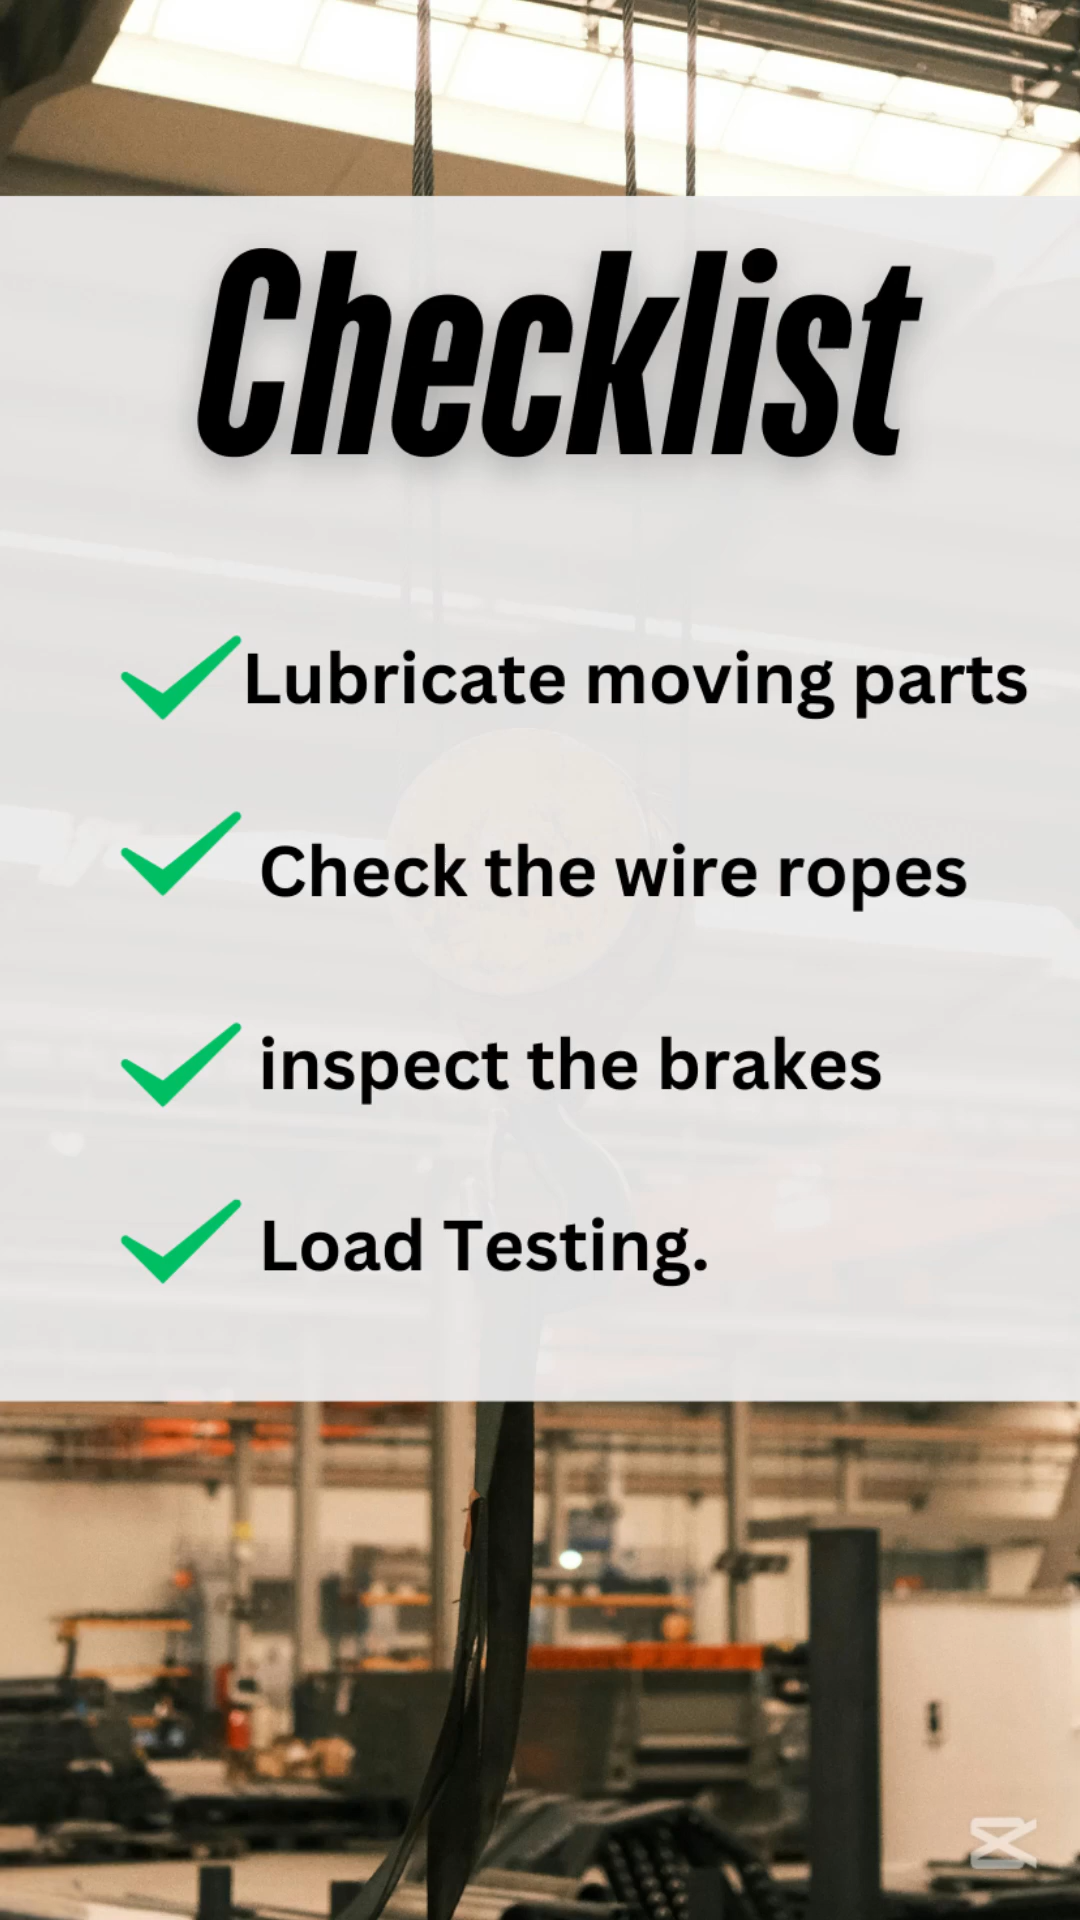 Checklist
Lubricate moving parts
Check the wire ropes
inspect the brakes
Load Testing.